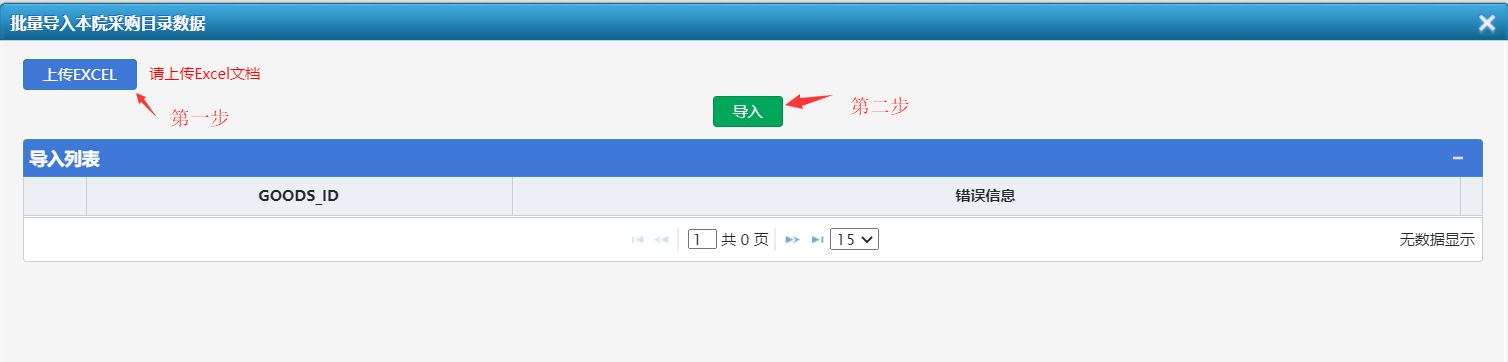 批量导入本院采购目录数据
上传EXCEL 请上传Excel文档
第一步
导入 第二步
导入列表
GOODS_ID 错误信息
1 共 0 页 15 无数据显示